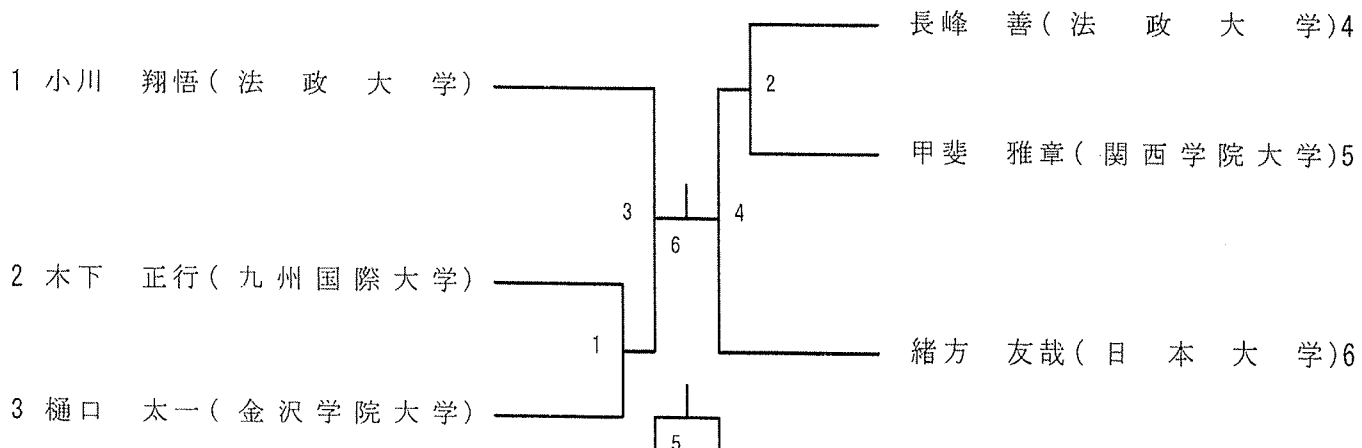 長峰 善(法政大学)4
1 小川 翔悟(法政大学)
2
甲斐 雅章(関西学院大学)5
3
4
6
2 木下 正行(九州国際大学)
1
緒方 友哉(日本大学)6
3 樋口 太一(金沢学院大学)
5